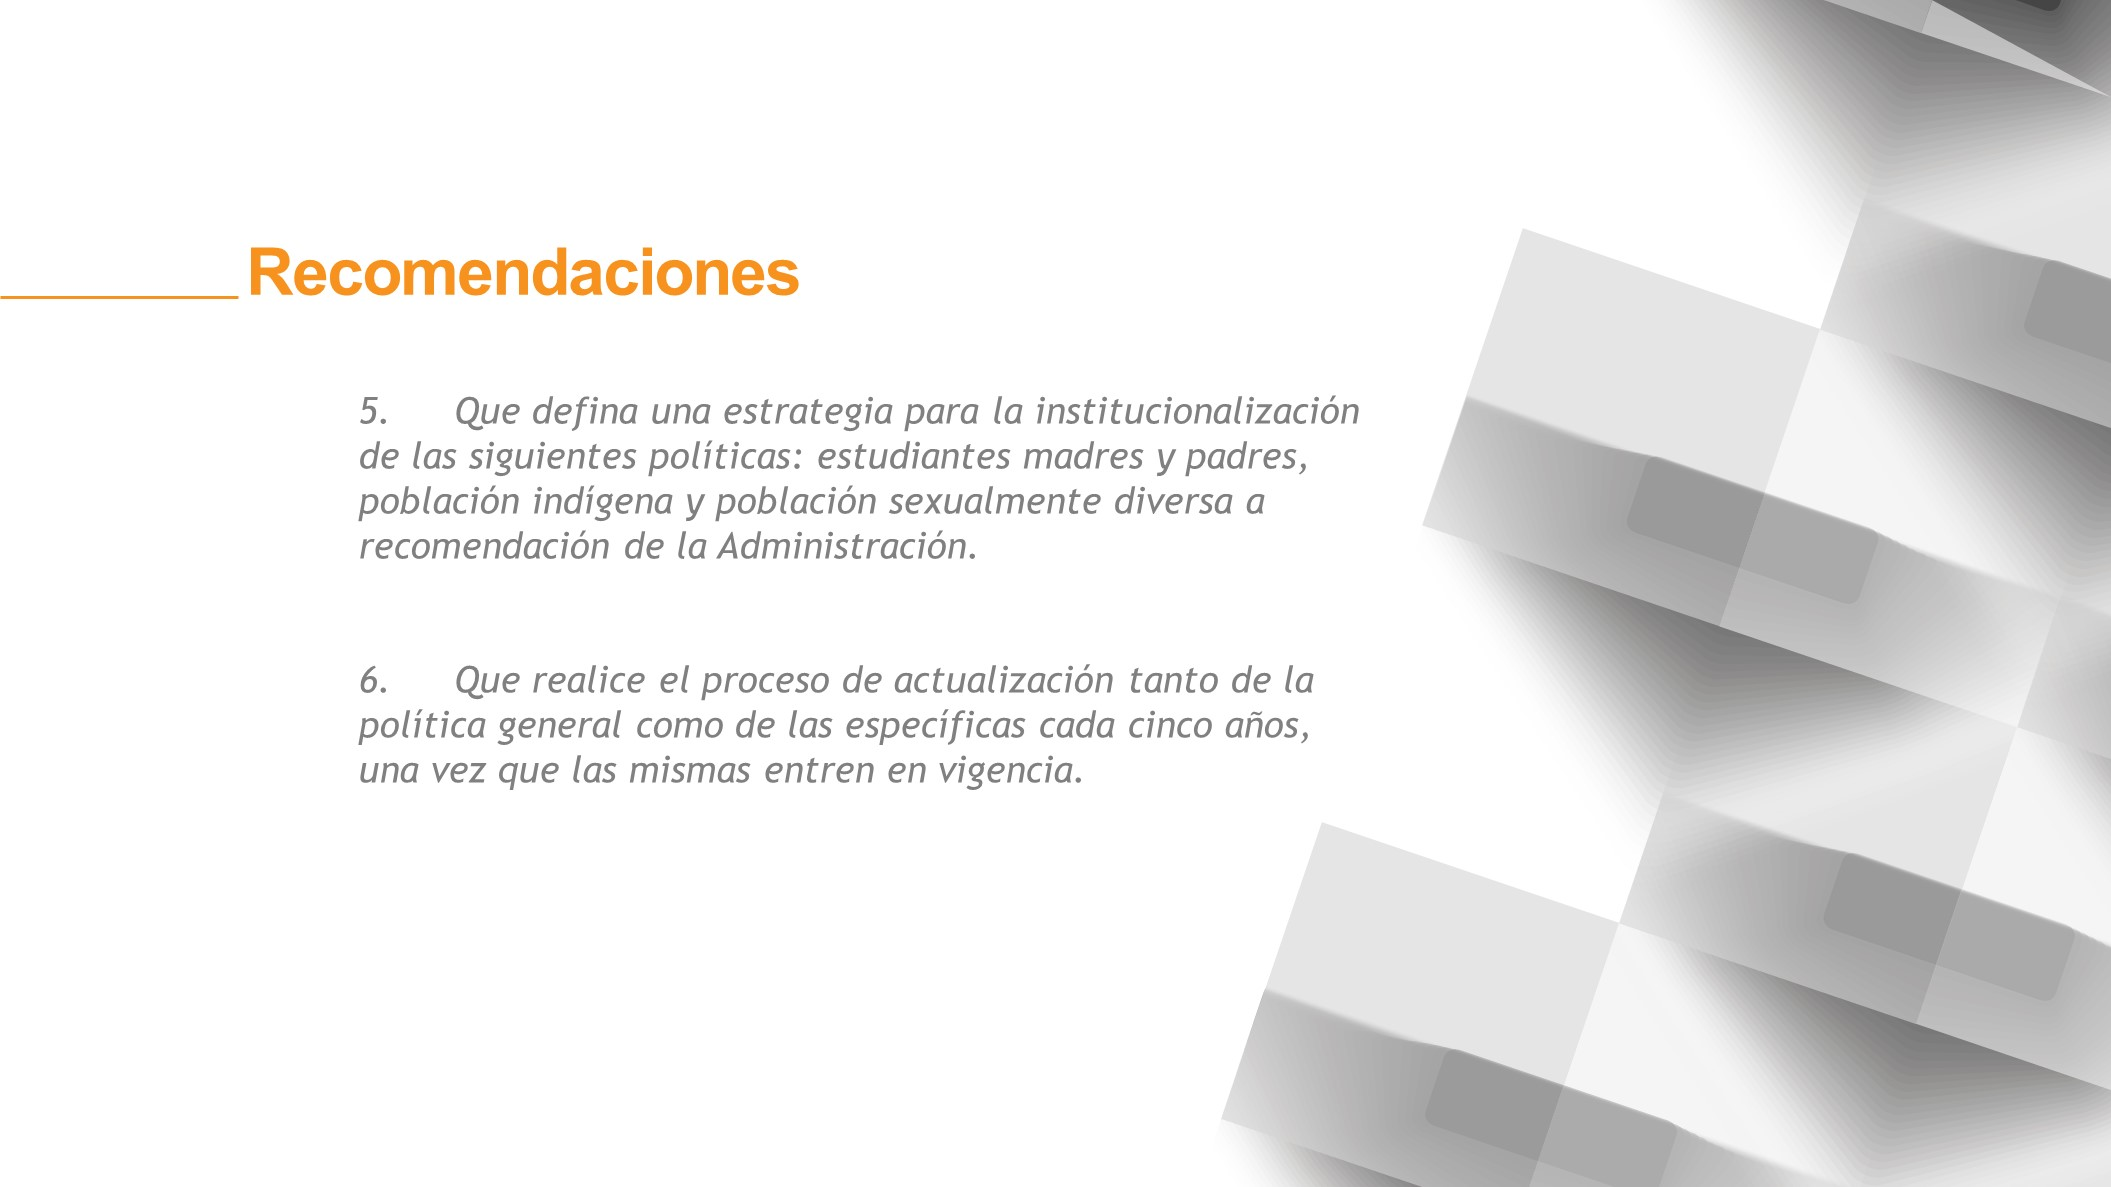 Recomendaciones
5. Que defina una estrategia para la institucionalización
de las siguientes políticas: estudiantes madres y padres,
población indígena y población sexualmente diversa a
recomendación de la Administración.
6. Que realice el proceso de actualización tanto de la
política general como de las específicas cada cinco años,
una vez que las mismas entren en vigencia.